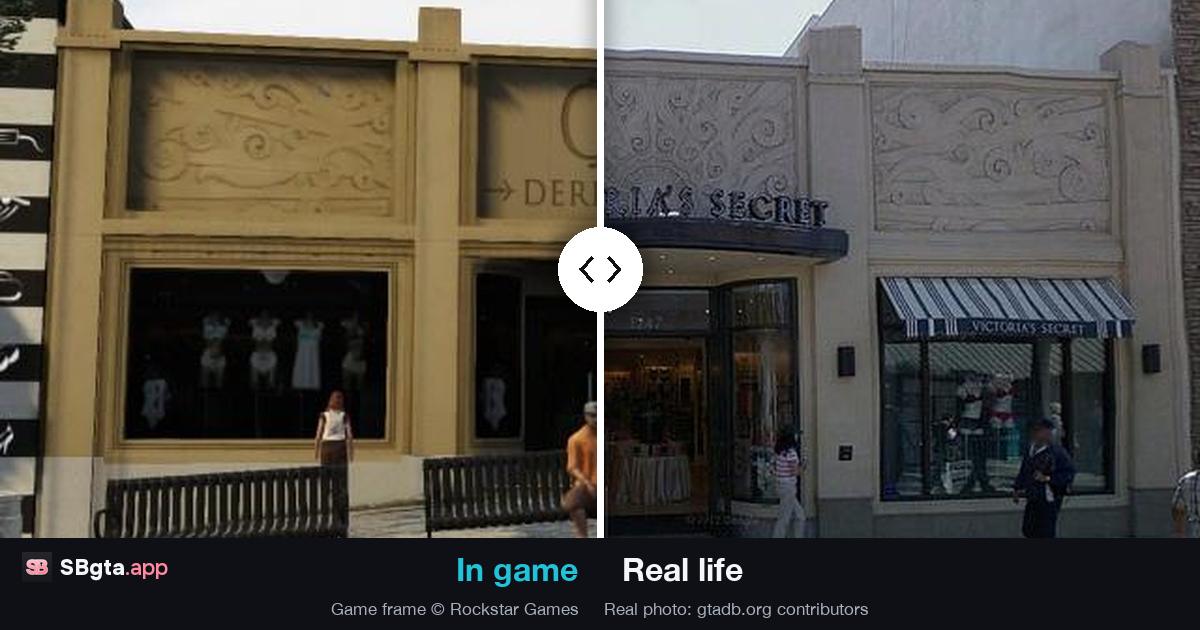 RIA'S SECRET
VICTORIA'S SECRET
SB SBgta.app
In game
Real life
Game frame © Rockstar Games
Real photo: gtadb.org contributors